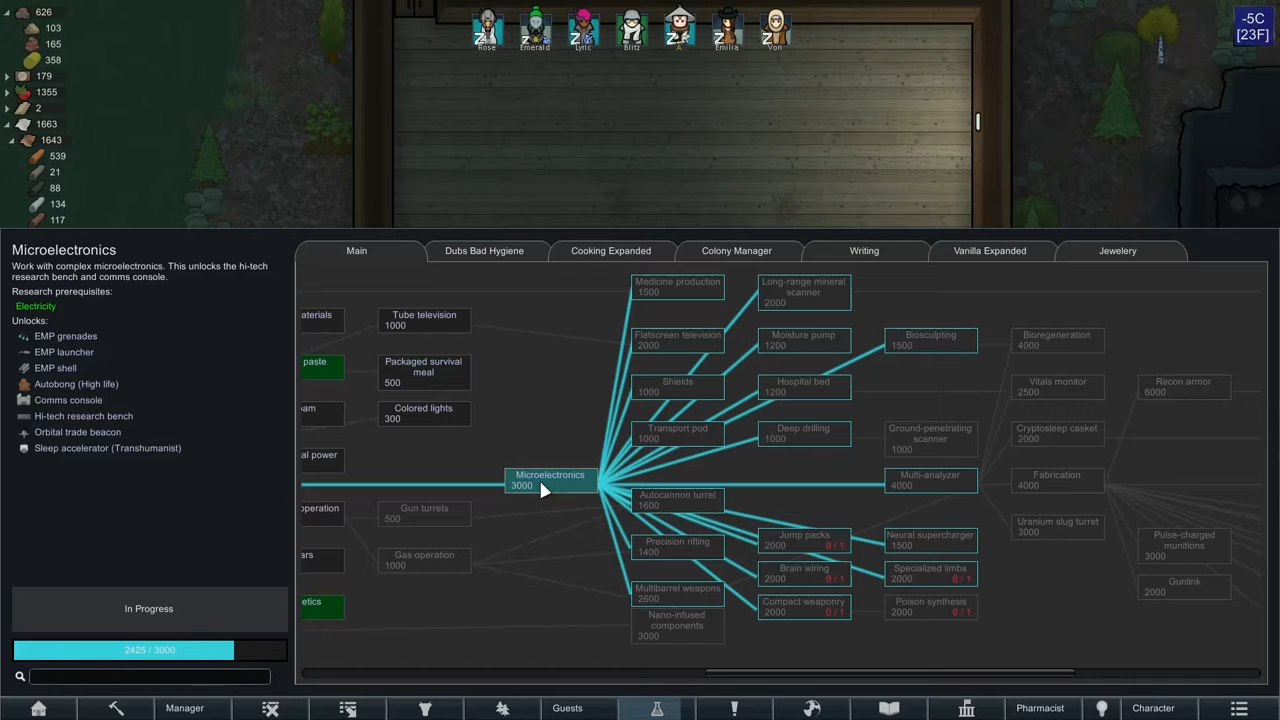 626
103
165
358
179
1355
2
1663
1643
539
21
88
134
117
Rose
Emerald
Lyric
Blitz
A
Emilia
Von
-5C
[23F]
Microelectronics
Work with complex microelectronics. This unlocks the hi-tech
research bench and comms console.
Research prerequisites:
Electricity
Unlocks:
EMP grenades
EMP launcher
EMP shell
Autobong (High life)
Comms console
Hi-tech research bench
Orbital trade beacon
Sleep accelerator (Transhumanist)
In Progress
2425 / 3000
Main
Dubs Bad Hygiene
Cooking Expanded
Colony Manager
Writing
Vanilla Expanded
Jewelery
aterials
paste
oam
al power
operation
ars
etics
Tube television
1000
Packaged survival
meal
500
Colored lights
300
Gun turrets
500
Gas operation
1000
Microelectronics
3000
Medicine production
1500
Flatscreen television
2000
Shields
1000
Transport pod
1000
Autocannon turret
1600
Precision rifling
1400
Multibarrel weapons
2600
Nano-infused
components
3000
Long-range mineral
scanner
2000
Moisture pump
1200
Hospital bed
1200
Deep drilling
1000
Jump packs
2000 0 / 1
Brain wiring
2000 0 / 1
Compact weaponry
2000 0 / 1
Biosculpting
1500
Ground-penetrating
scanner
1000
Multi-analyzer
4000
Neural supercharger
1500
Specialized limbs
2000 0 / 1
Poison synthesis
2000 0 / 1
Bioregeneration
4000
Vitals monitor
2500
Cryptosleep casket
2000
Fabrication
4000
Uranium slug turret
3000
Recon armor
6000
Pulse-charged
munitions
3000
Gunlink
2000
Manager
Guests
Pharmacist
Character